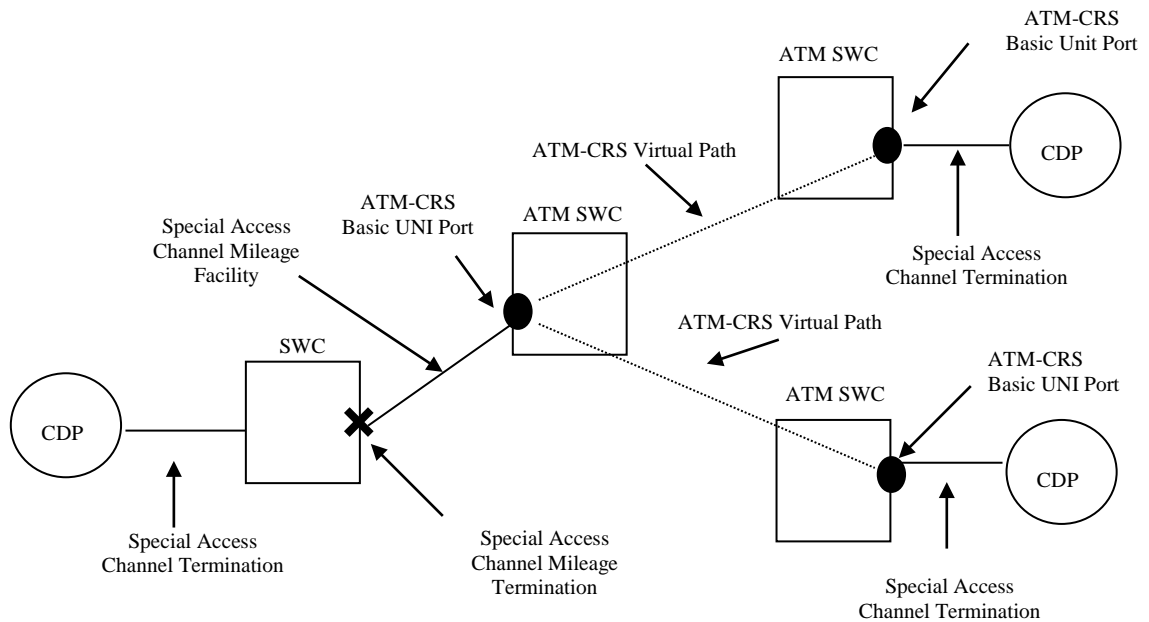 ATM-CRS
Basic Unit Port
ATM SWC
CDP
ATM-CRS Virtual Path
ATM-CRS
Basic UNI Port
ATM SWC
Special Access
Channel Mileage
Facility
Special Access
Channel Termination
ATM-CRS Virtual Path
SWC
ATM-CRS
Basic UNI Port
ATM SWC
CDP
CDP
Special Access
Channel Termination
Special Access
Channel Mileage
Termination
Special Access
Channel Termination